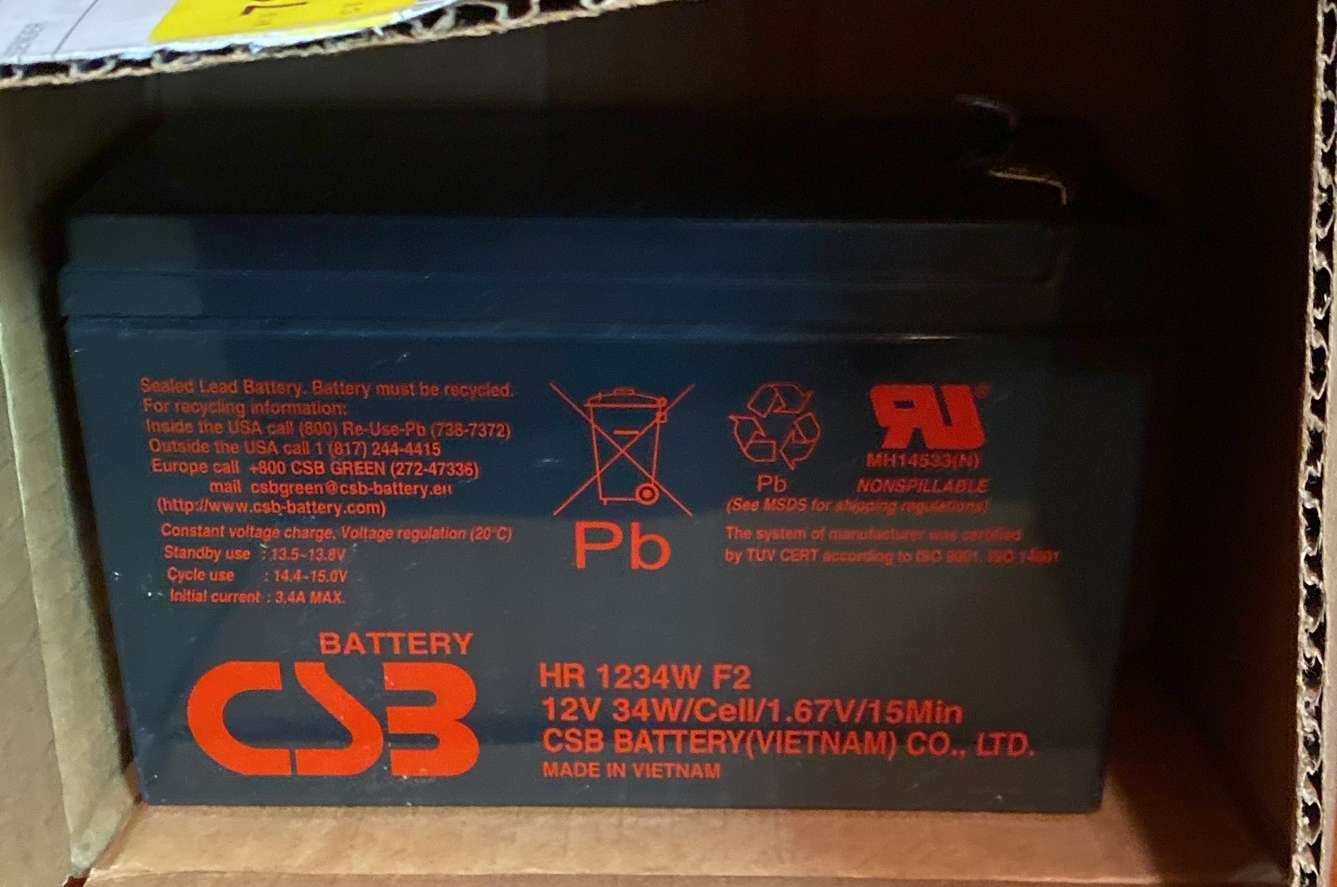 Sealed Lead Battery. Battery must be recycled.
For recycling information:
Inside the USA call (800) Re-Use-Pb (738-7372)
Outside the USA call 1 (817) 244-4415
Europe call +800 CSB GREEN (272-47336)
mail csbgreen@csb-battery.eu
(http://www.csb-battery.com)
Constant voltage charge. Voltage regulation (20°C)
Standby use : 13.5~13.8V
Cycle use : 14.4~15.0V
Initial current : 3.4A MAX.
Pb
Pb
RU®
MH14533(N)
NONSPILLABLE
(See MSDS for shipping regulations)
The system of manufacturer was certified
by TUV CERT according to ISO 9001, ISO 14001
BATTERY
CSB
HR 1234W F2
12V 34W/Cell/1.67V/15Min
CSB BATTERY(VIETNAM) CO., LTD.
MADE IN VIETNAM